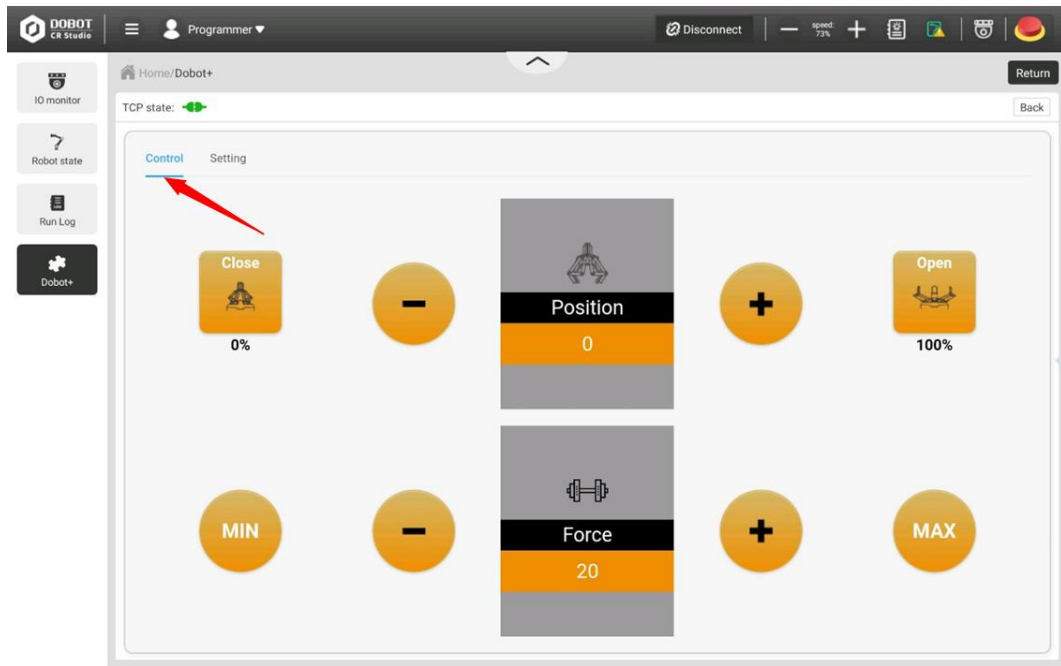 DOBOT
CR Studio
Programmer
Disconnect
speed:
73%
IO monitor
Robot state
Run Log
Dobot+
Home/Dobot+
Return
TCP state:
Back
Control
Setting
Close
0%
Position
0
Open
100%
MIN
Force
20
MAX